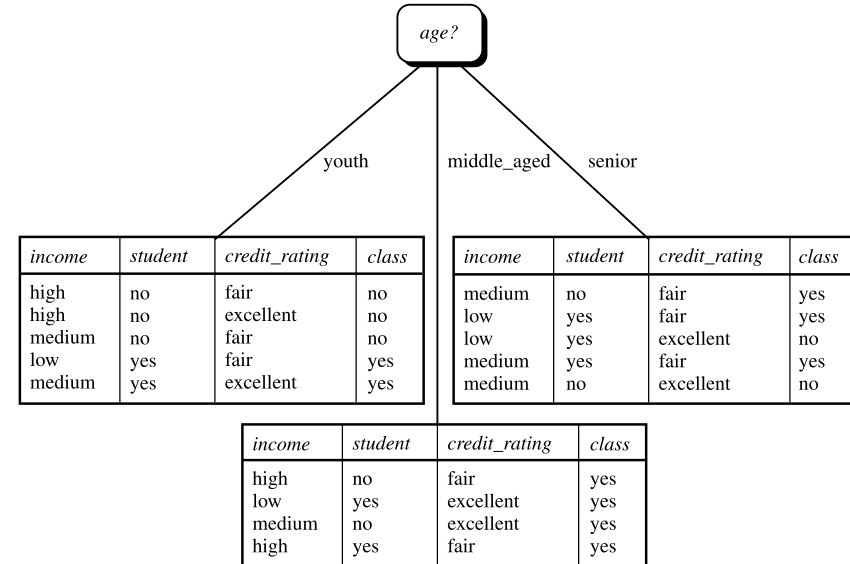 age?
youth
middle_aged
senior
income student credit_rating class
high no fair no
high no excellent no
medium no fair no
low yes fair yes
medium yes excellent yes
income student credit_rating class
medium no fair yes
low yes fair yes
low yes excellent no
medium yes fair yes
medium no excellent no
income student credit_rating class
high no fair yes
low yes excellent yes
medium no excellent yes
high yes fair yes